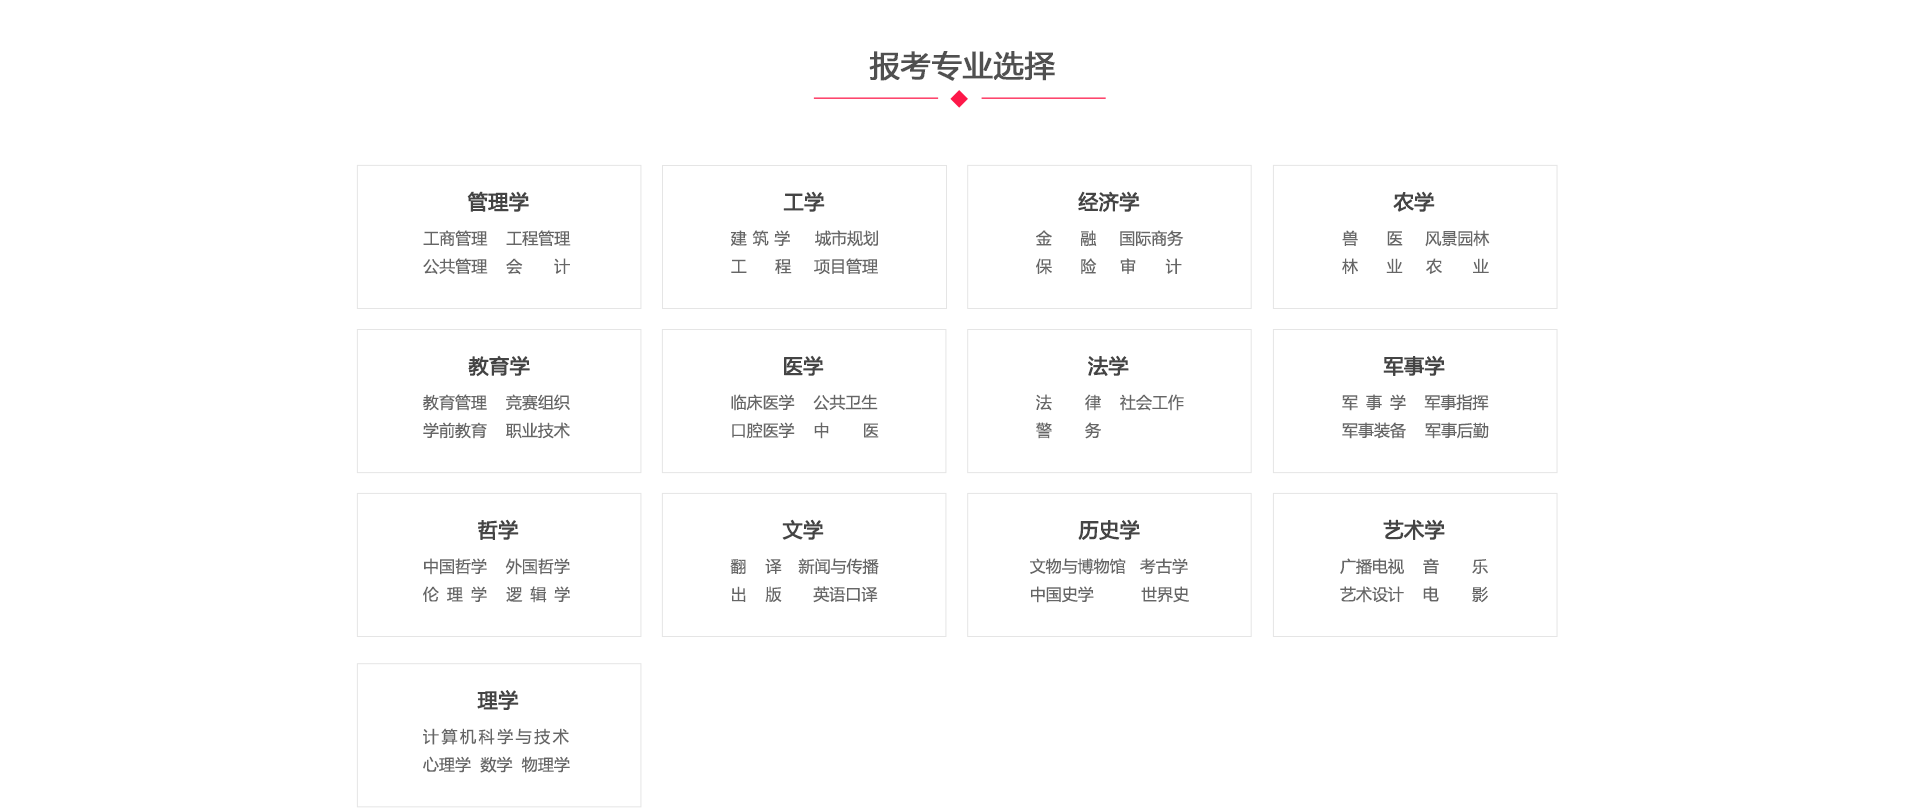 报考专业选择
管理学
工商管理 工程管理
公共管理 会 计
工学
建 筑 学 城市规划
工 程 项目管理
经济学
金 融 国际商务
保 险 审 计
农学
兽 医 风景园林
林 业 农 业
教育学
教育管理 竞赛组织
学前教育 职业技术
医学
临床医学 公共卫生
口腔医学 中 医
法学
法 律 社会工作
警 务
军事学
军 事 学 军事指挥
军事装备 军事后勤
哲学
中国哲学 外国哲学
伦 理 学 逻 辑 学
文学
翻 译 新闻与传播
出 版 英语口译
历史学
文物与博物馆 考古学
中国史学 世界史
艺术学
广播电视 音 乐
艺术设计 电 影
理学
计算机科学与技术
心理学 数学 物理学